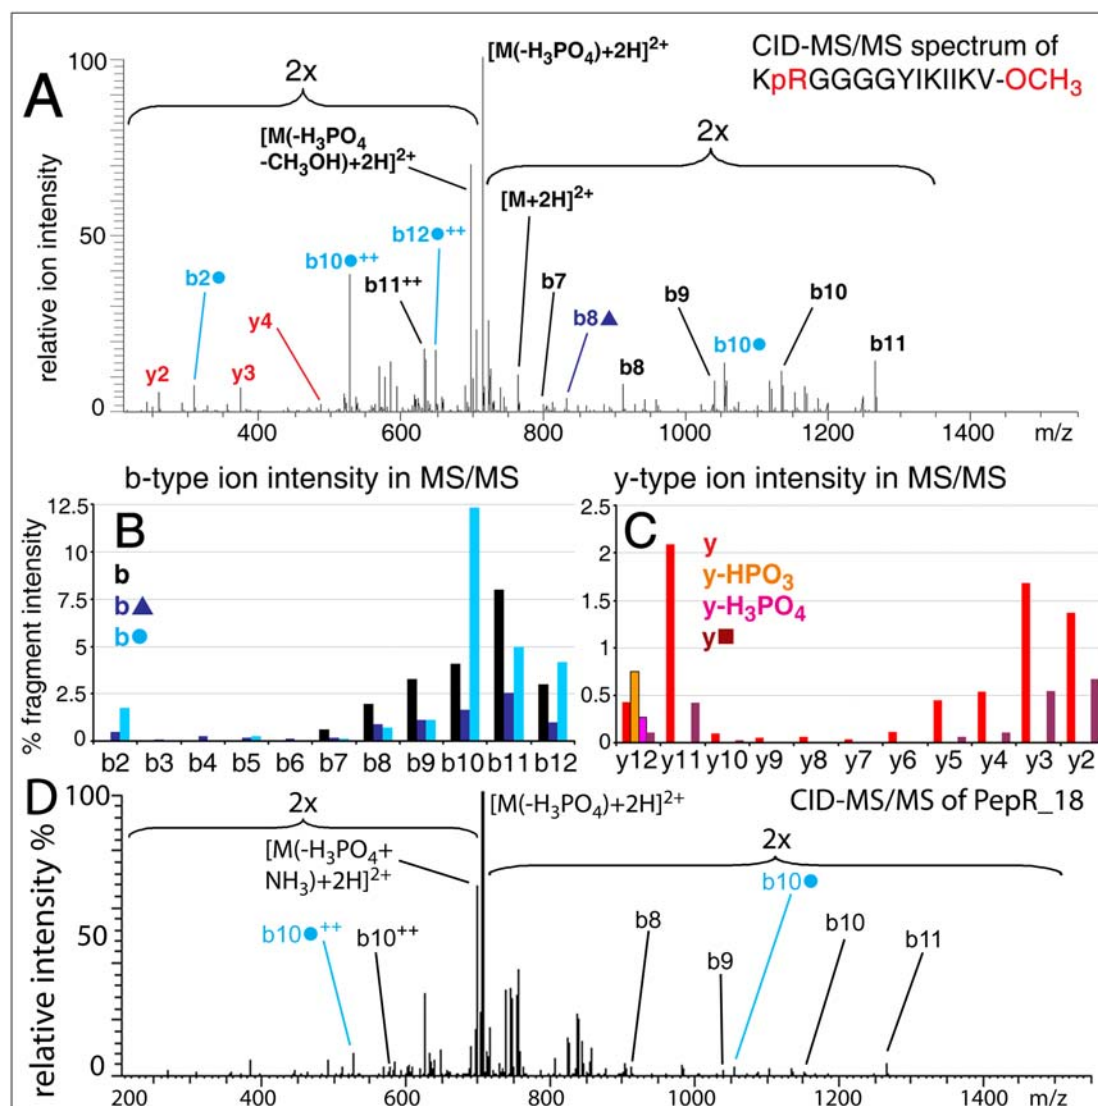 A
CID-MS/MS spectrum of
KpRGGGGYIKIIKV-OCH₃
relative ion intensity
100
50
0
2x
[M(-H₃PO₄)+2H]²⁺
[M(-H₃PO₄
-CH₃OH)+2H]²⁺
2x
[M+2H]²⁺
b12●⁺⁺
b10●⁺⁺
b11⁺⁺
b2●
y4
y2
y3
b7
b8▲
b8
b9
b10●
b10
b11
400 600 800 1000 1200 1400 m/z
b-type ion intensity in MS/MS
B
% fragment intensity
12.5
10
7.5
5
2.5
0
b
b▲
b●
b2 b3 b4 b5 b6 b7 b8 b9 b10 b11 b12
y-type ion intensity in MS/MS
C
2.5
2
1.5
1
0.5
0
y
y-HPO₃
y-H₃PO₄
y■
y12 y11 y10 y9 y8 y7 y6 y5 y4 y3 y2
D
CID-MS/MS of PepR_18
relative intensity %
100
50
0
2x
[M(-H₃PO₄)+2H]²⁺
[M(-H₃PO₄+
NH₃)+2H]²⁺
2x
b10●⁺⁺
b10⁺⁺
b8
b9
b10●
b10
b11
200 400 600 800 1000 1200 1400 m/z